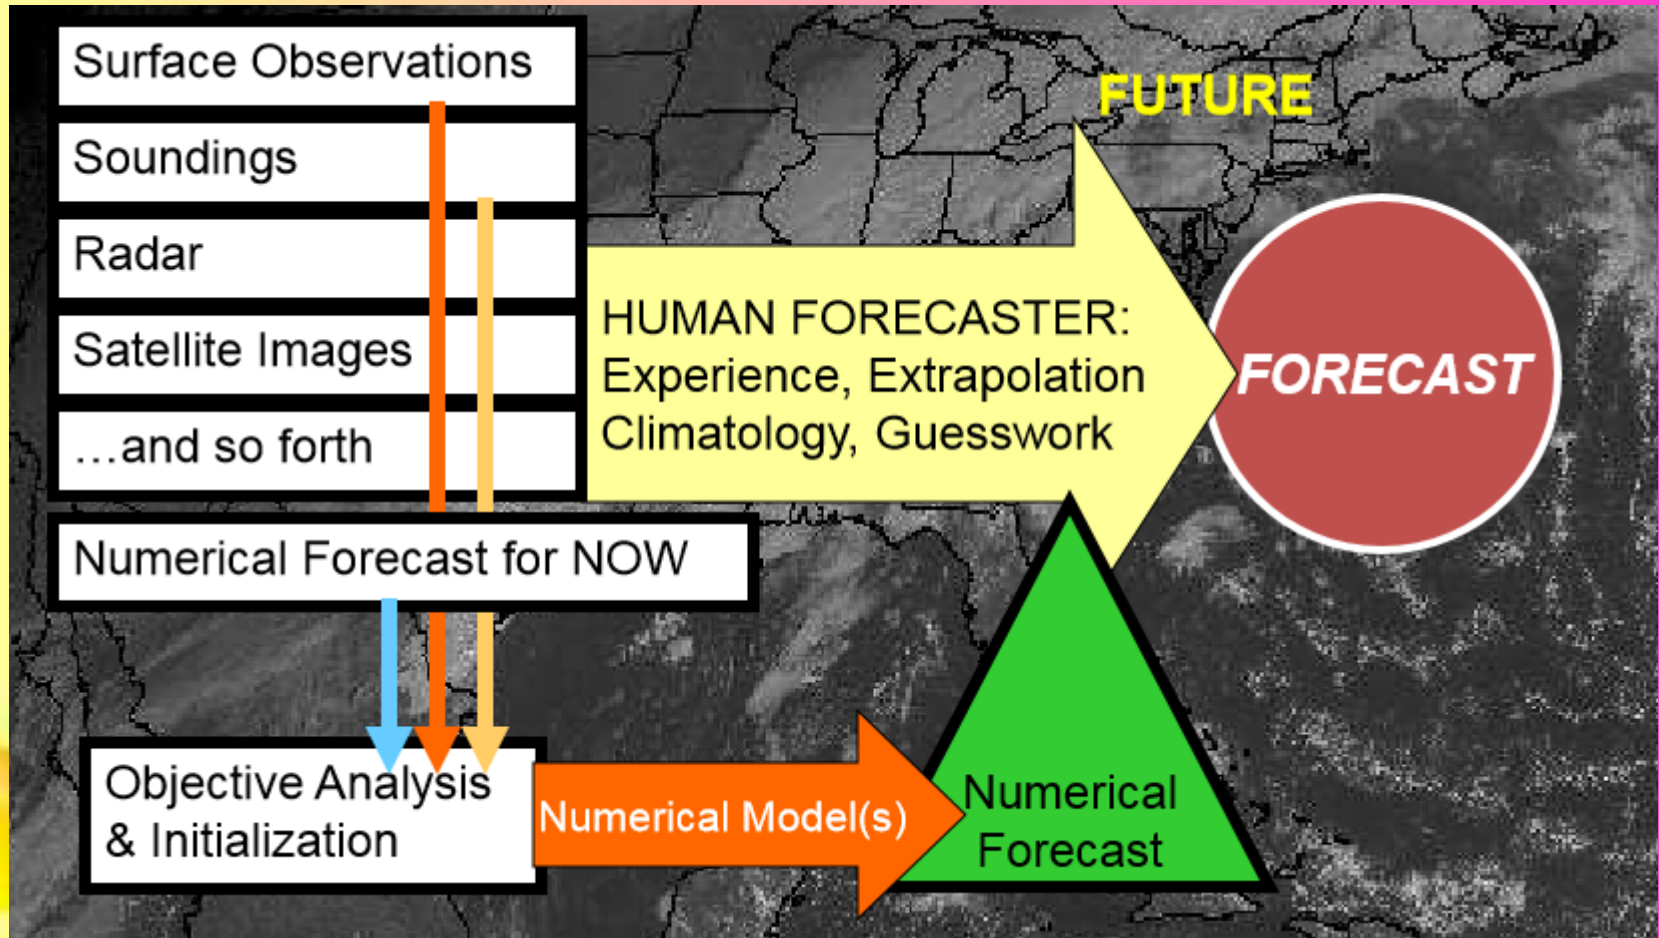 Surface Observations
Soundings
Radar
Satellite Images
...and so forth
Numerical Forecast for NOW
Objective Analysis
& Initialization
FUTURE
HUMAN FORECASTER:
Experience, Extrapolation
Climatology, Guesswork
FORECAST
Numerical Model(s)
Numerical
Forecast